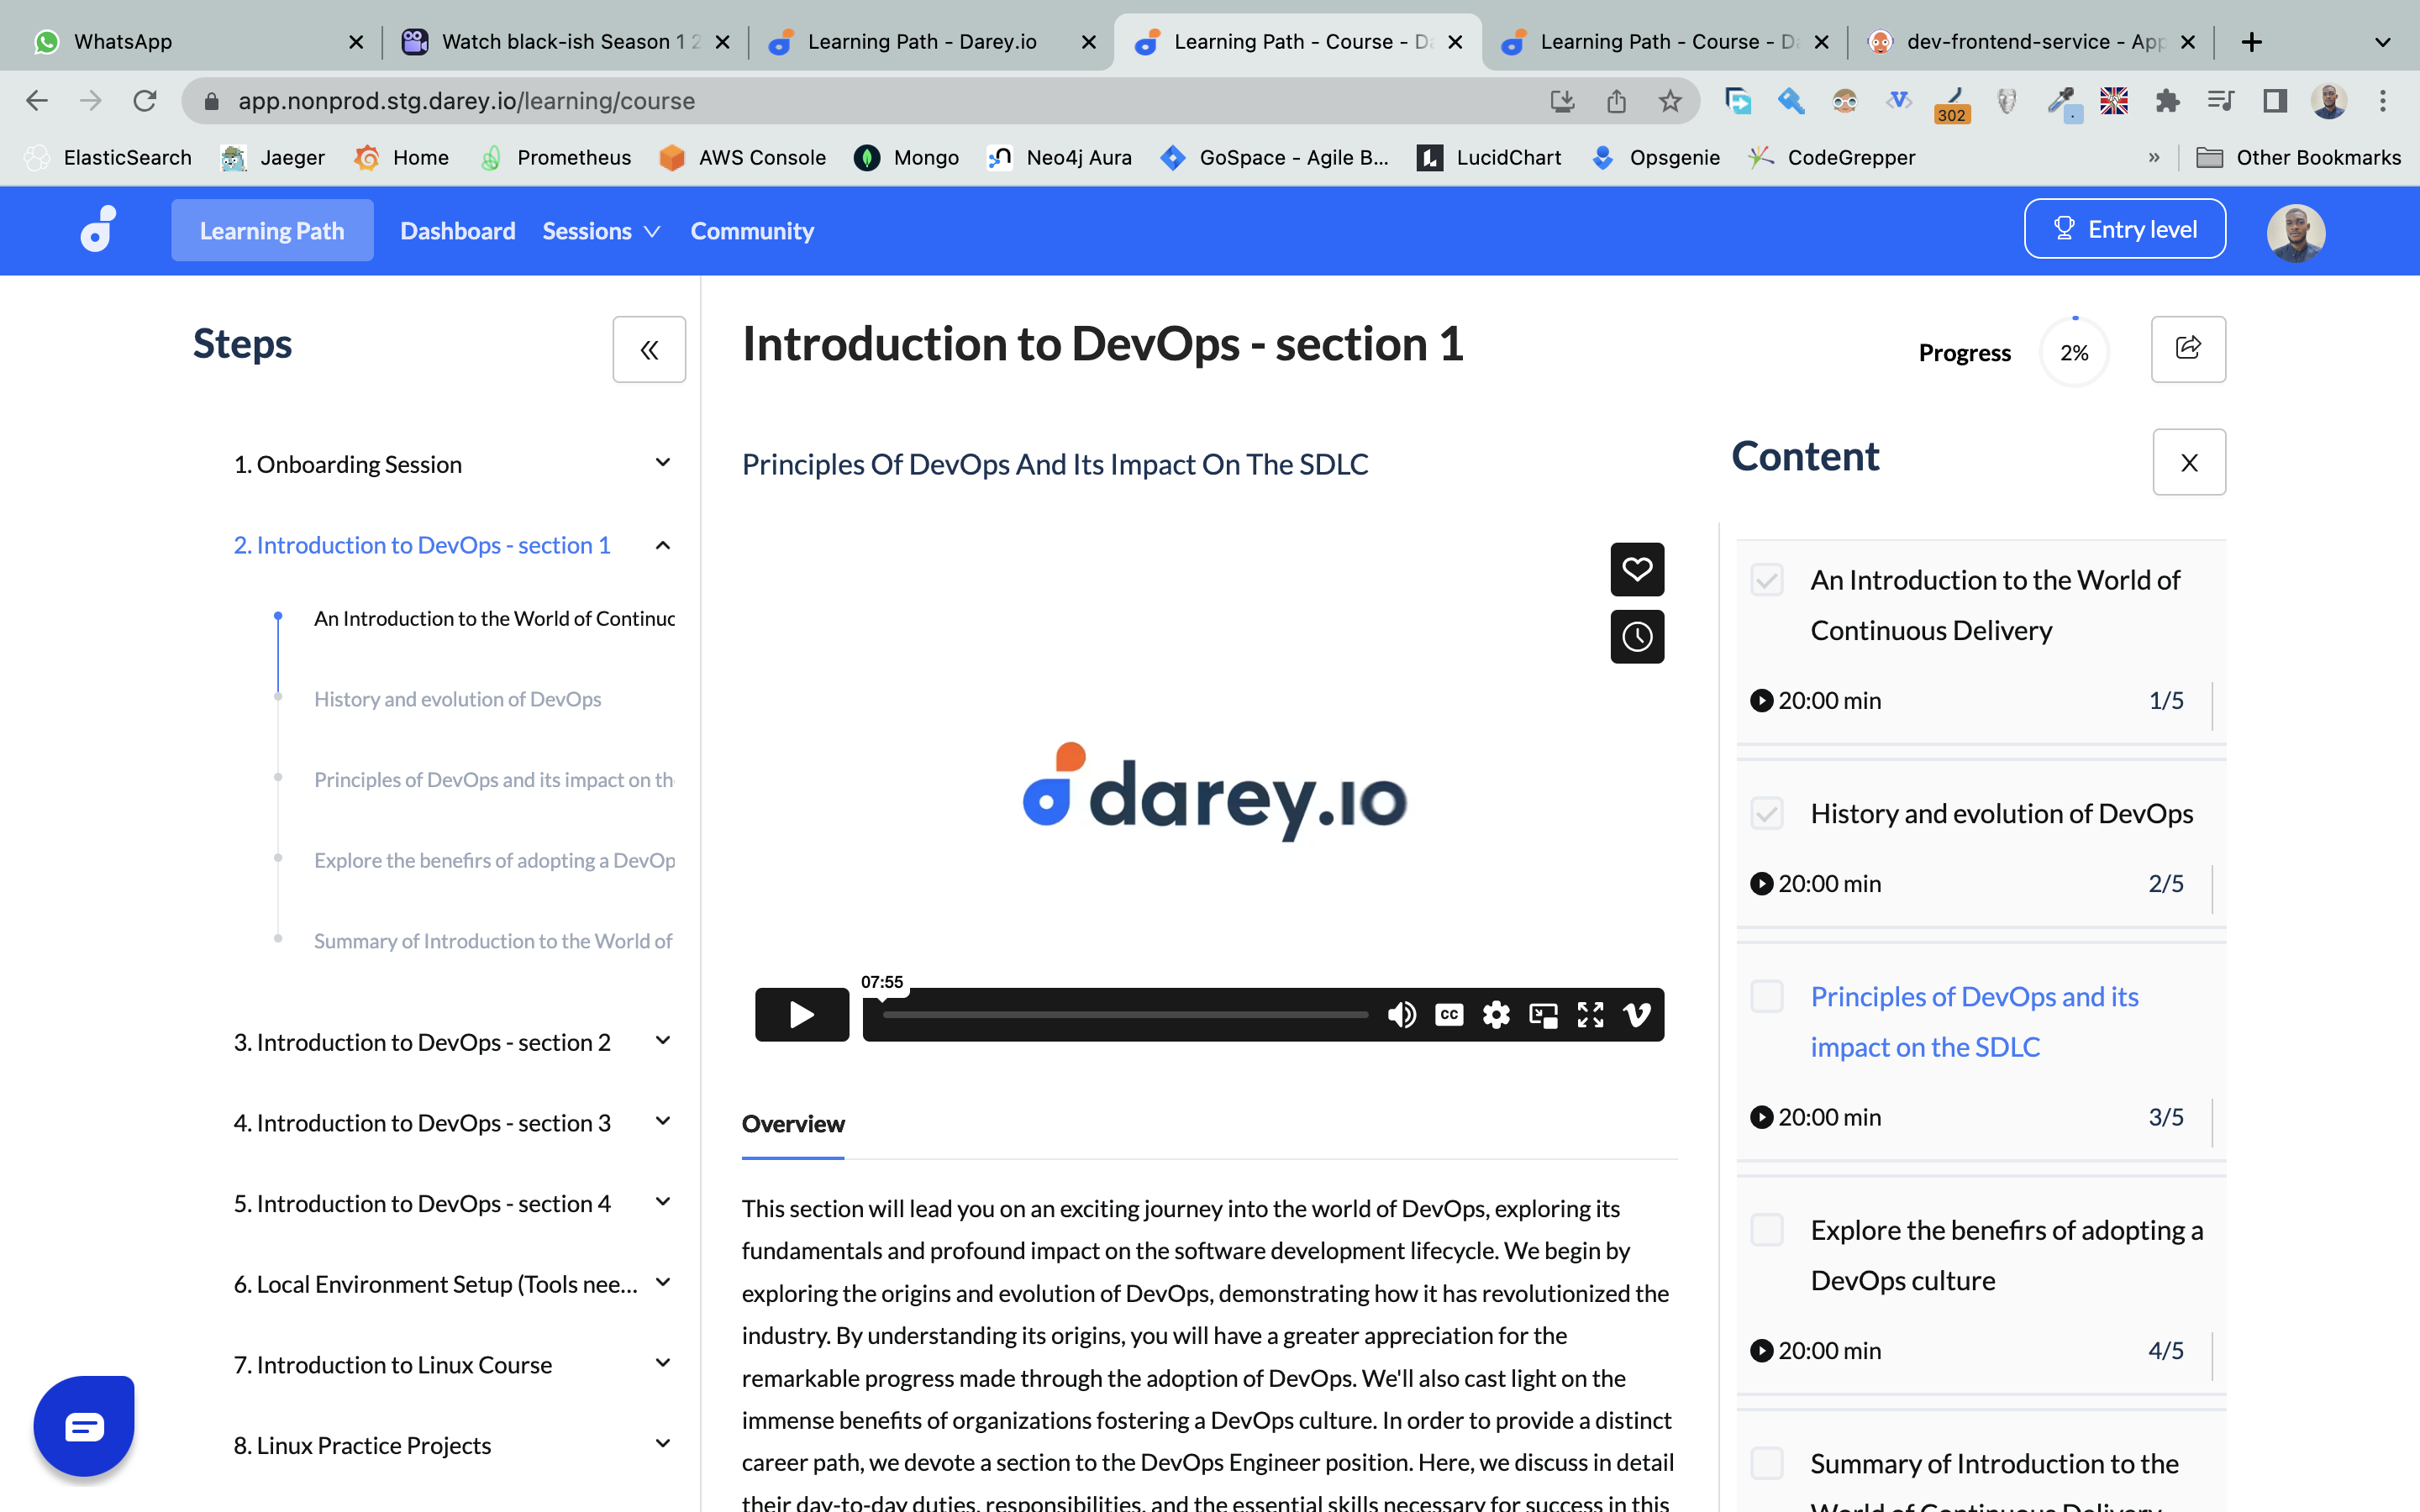 WhatsApp
Watch black-ish Season 1 2
Learning Path - Darey.io
Learning Path - Course - Da
Learning Path - Course - Da
dev-frontend-service - App
app.nonprod.stg.darey.io/learning/course
302
ElasticSearch
Jaeger
Home
Prometheus
AWS Console
Mongo
Neo4j Aura
GoSpace - Agile B...
LucidChart
Opsgenie
CodeGrepper
»
Other Bookmarks
Learning Path
Dashboard
Sessions
Community
Entry level
Steps
1. Onboarding Session
2. Introduction to DevOps - section 1
An Introduction to the World of Continuo
History and evolution of DevOps
Principles of DevOps and its impact on th
Explore the benefirs of adopting a DevOp
Summary of Introduction to the World of
3. Introduction to DevOps - section 2
4. Introduction to DevOps - section 3
5. Introduction to DevOps - section 4
6. Local Environment Setup (Tools nee...
7. Introduction to Linux Course
8. Linux Practice Projects
Introduction to DevOps - section 1
Progress
2%
Principles Of DevOps And Its Impact On The SDLC
darey.io
07:55
CC
Overview
This section will lead you on an exciting journey into the world of DevOps, exploring its
fundamentals and profound impact on the software development lifecycle. We begin by
exploring the origins and evolution of DevOps, demonstrating how it has revolutionized the
industry. By understanding its origins, you will have a greater appreciation for the
remarkable progress made through the adoption of DevOps. We'll also cast light on the
immense benefits of organizations fostering a DevOps culture. In order to provide a distinct
career path, we devote a section to the DevOps Engineer position. Here, we discuss in detail
their day-to-day duties, responsibilities, and the essential skills necessary for success in this
Content
X
An Introduction to the World of
Continuous Delivery
20:00 min
1/5
History and evolution of DevOps
20:00 min
2/5
Principles of DevOps and its
impact on the SDLC
20:00 min
3/5
Explore the benefirs of adopting a
DevOps culture
20:00 min
4/5
Summary of Introduction to the
World of Continuous Delivery